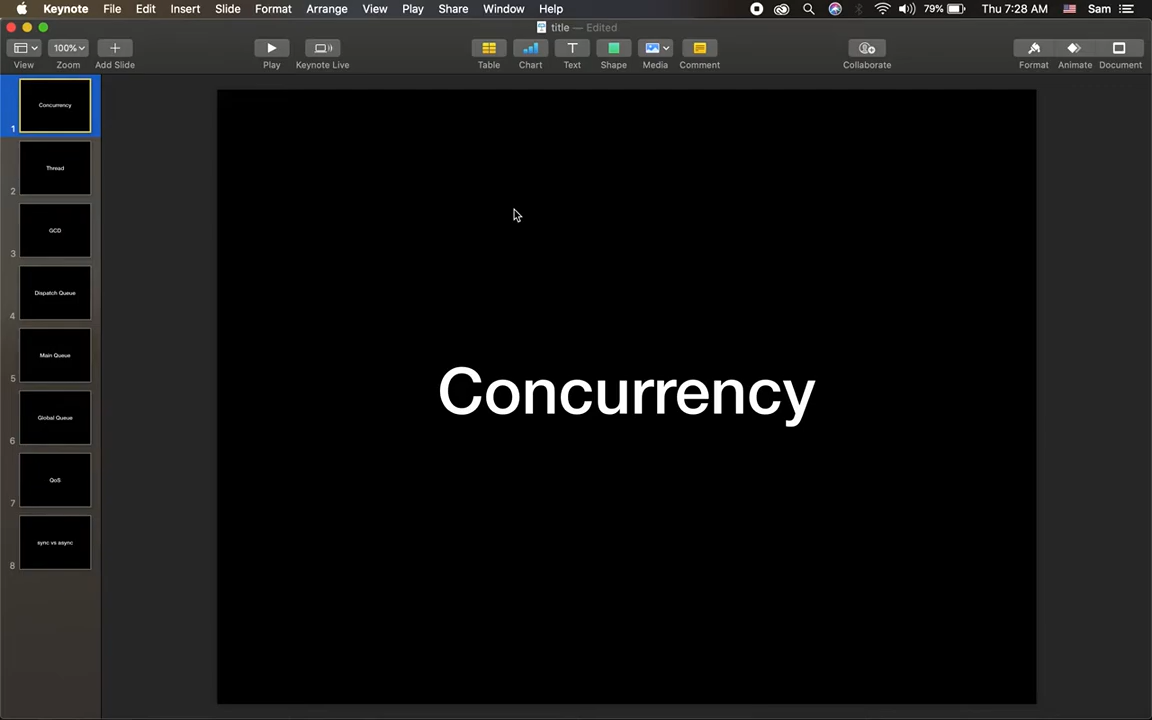 Keynote File Edit Insert Slide Format Arrange View Play Share Window Help 79% Thu 7:28 AM Sam
title — Edited
100%
View Zoom Add Slide Play Keynote Live Table Chart Text Shape Media Comment Collaborate Format Animate Document
Concurrency
1
Thread
2
GCD
3
Dispatch Queue
4
Main Queue
5
Global Queue
6
QoS
7
sync vs async
8
Concurrency